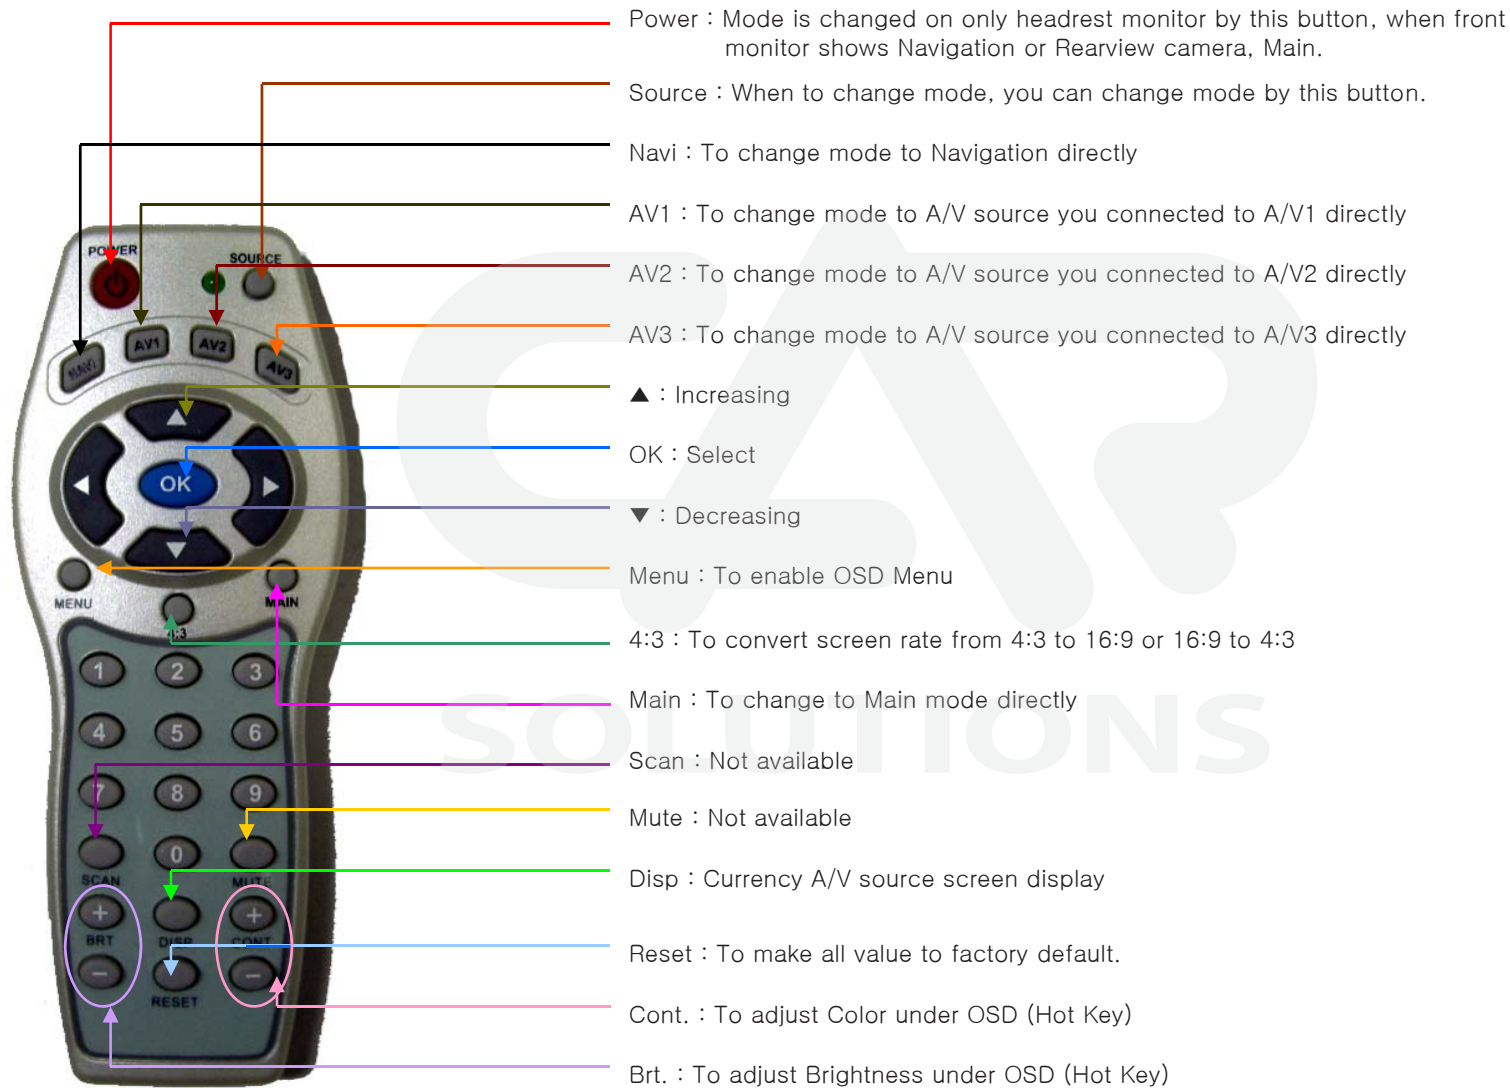 Power : Mode is changed on only headrest monitor by this button, when front
monitor shows Navigation or Rearview camera, Main.
Source : When to change mode, you can change mode by this button.
Navi : To change mode to Navigation directly
AV1 : To change mode to A/V source you connected to A/V1 directly
AV2 : To change mode to A/V source you connected to A/V2 directly
AV3 : To change mode to A/V source you connected to A/V3 directly
▲ : Increasing
OK : Select
▼ : Decreasing
Menu : To enable OSD Menu
4:3 : To convert screen rate from 4:3 to 16:9 or 16:9 to 4:3
Main : To change to Main mode directly
Scan : Not available
Mute : Not available
Disp : Currency A/V source screen display
Reset : To make all value to factory default.
Cont. : To adjust Color under OSD (Hot Key)
Brt. : To adjust Brightness under OSD (Hot Key)
POWER
SOURCE
NAVI
AV1
AV2
AV3
OK
MENU
MAIN
4:3
1 2 3
4 5 6
7 8 9
0
SCAN
MUTE
+ +
BRT DISP CONT
- -
RESET
CAR
SOLUTIONS